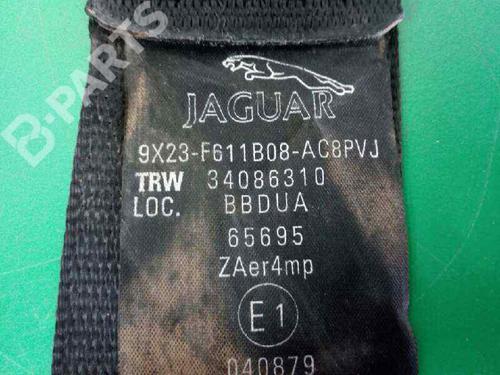 B-PARTS
JAGUAR
9X23-F611B08-AC8PVJ
TRW 34086310
LOC. BBDUA
65695
ZAer4mp
E1
040879